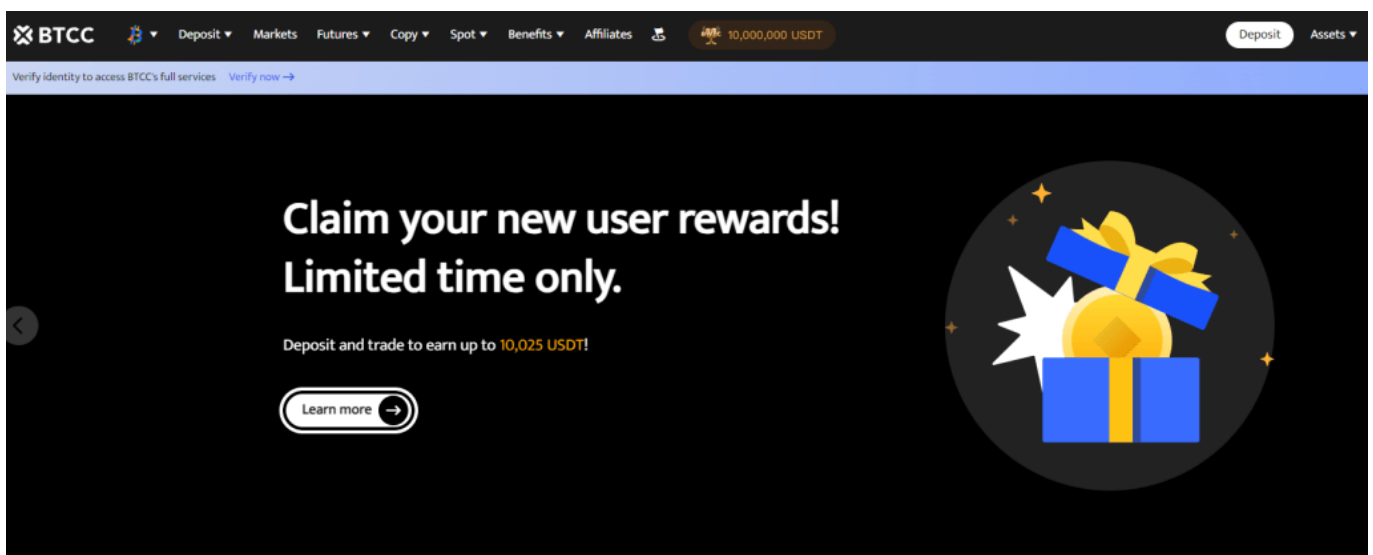 BTCC Deposit ▼ Markets Futures ▼ Copy ▼ Spot ▼ Benefits ▼ Affiliates 10,000,000 USDT Deposit Assets ▼
Verify identity to access BTCC's full services Verify now →
Claim your new user rewards!
Limited time only.
Deposit and trade to earn up to 10,025 USDT!
Learn more →